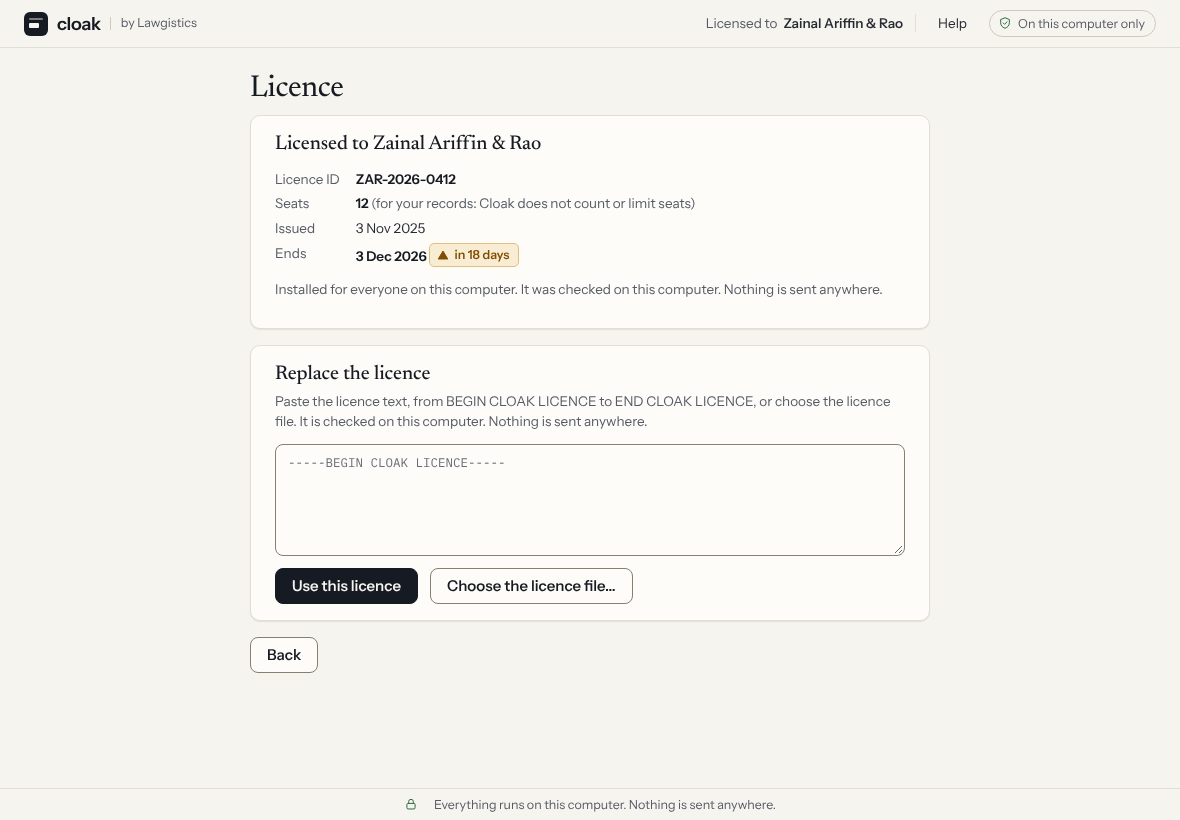 cloak by Lawgistics Licensed to Zainal Ariffin & Rao Help On this computer only
Licence
Licensed to Zainal Ariffin & Rao
Licence ID ZAR-2026-0412
Seats 12 (for your records: Cloak does not count or limit seats)
Issued 3 Nov 2025
Ends 3 Dec 2026 in 18 days
Installed for everyone on this computer. It was checked on this computer. Nothing is sent anywhere.
Replace the licence
Paste the licence text, from BEGIN CLOAK LICENCE to END CLOAK LICENCE, or choose the licence
file. It is checked on this computer. Nothing is sent anywhere.
-----BEGIN CLOAK LICENCE-----
Use this licence Choose the licence file...
Back
Everything runs on this computer. Nothing is sent anywhere.